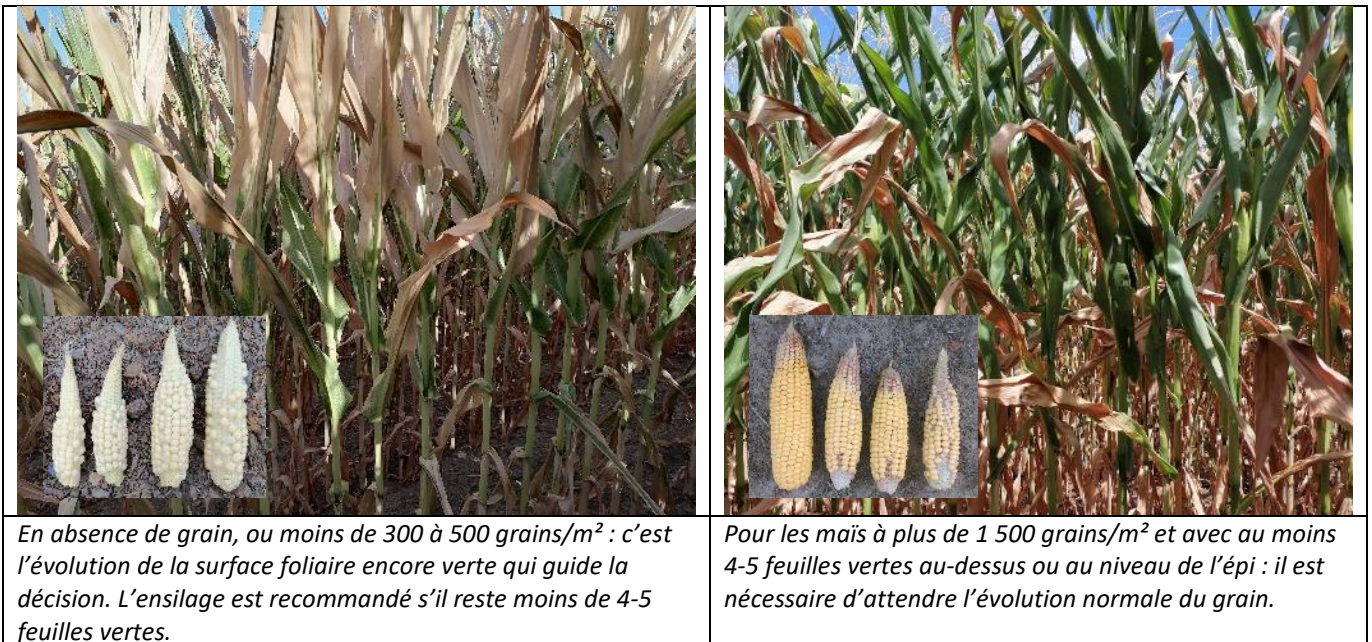 En absence de grain, ou moins de 300 à 500 grains/m² : c’est
l’évolution de la surface foliaire encore verte qui guide la
décision. L’ensilage est recommandé s’il reste moins de 4-5
feuilles vertes.
Pour les maïs à plus de 1 500 grains/m² et avec au moins
4-5 feuilles vertes au-dessus ou au niveau de l’épi : il est
nécessaire d’attendre l’évolution normale du grain.